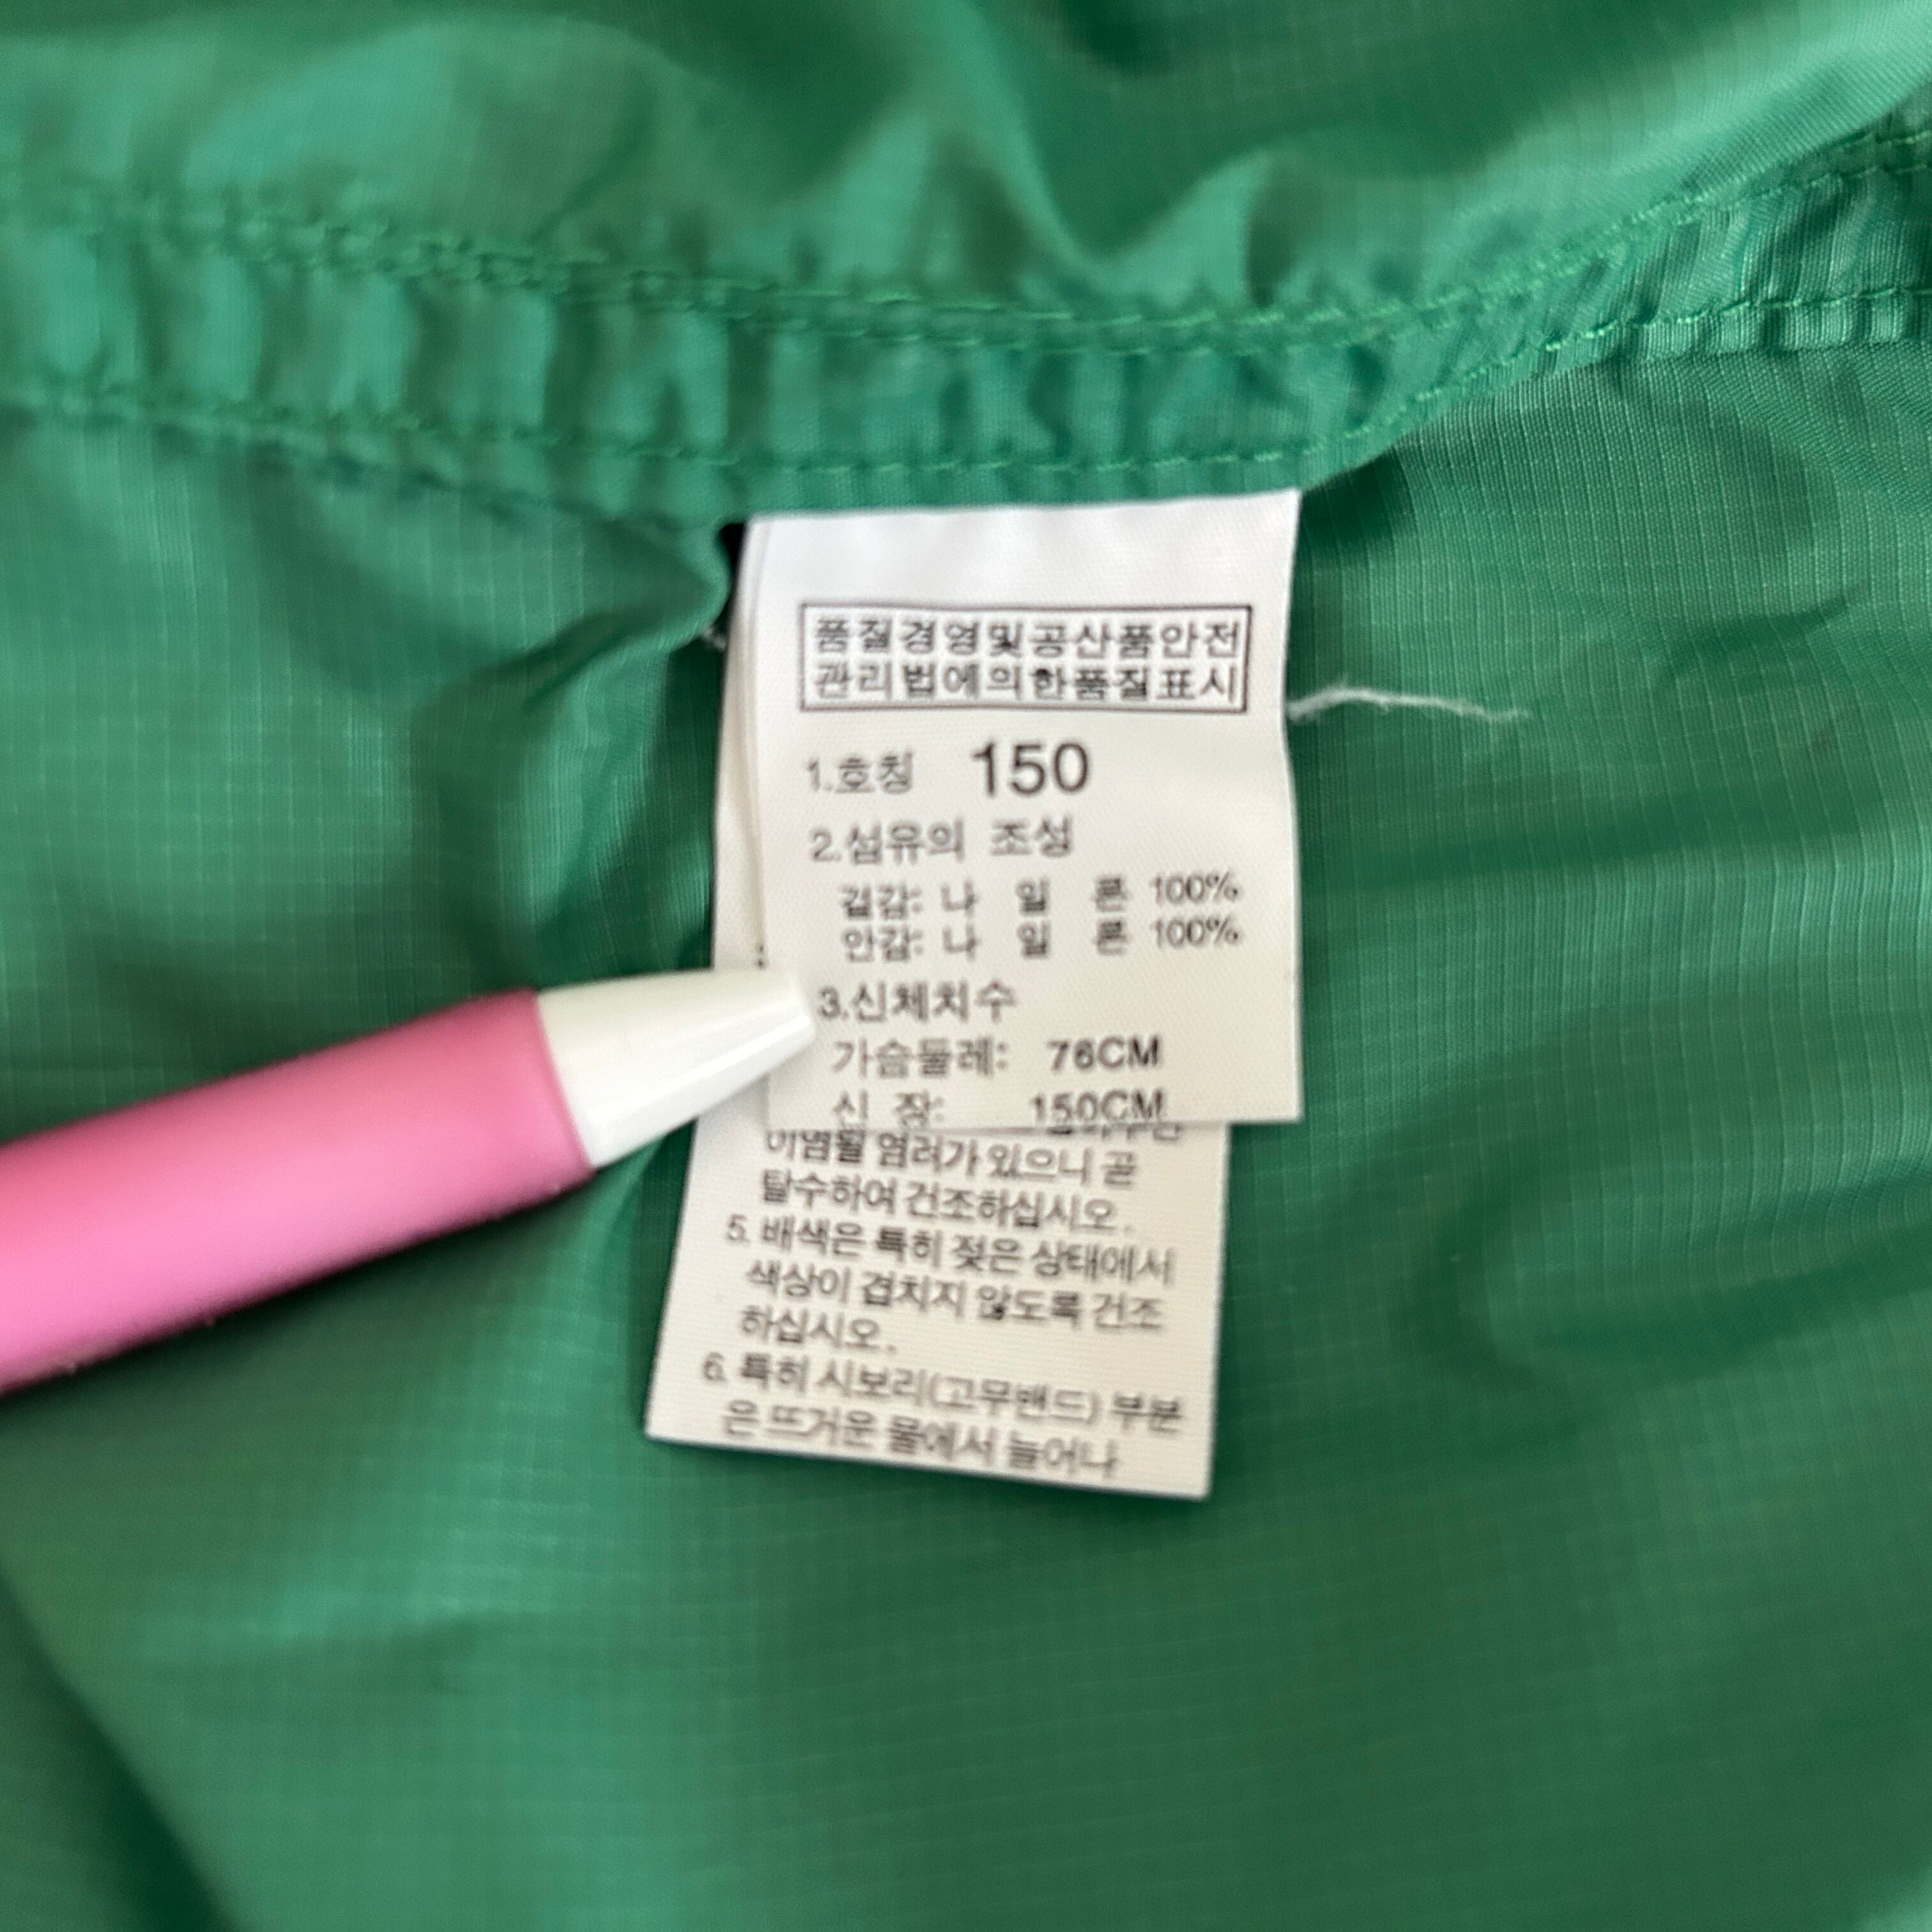 품질경영및공산품안전
관리법에의한품질표시
1.호칭 150
2.섬유의 조성
겉감: 나 일 론 100%
안감: 나 일 론 100%
3.신체치수
가슴둘레: 76CM
신 장: 150CM
이염될 염려가 있으니 곧
탈수하여 건조하십시오.
5. 배색은 특히 젖은 상태에서
색상이 겹치지 않도록 건조
하십시오.
6. 특히 시보리(고무밴드) 부분
은 뜨거운 물에서 늘어나